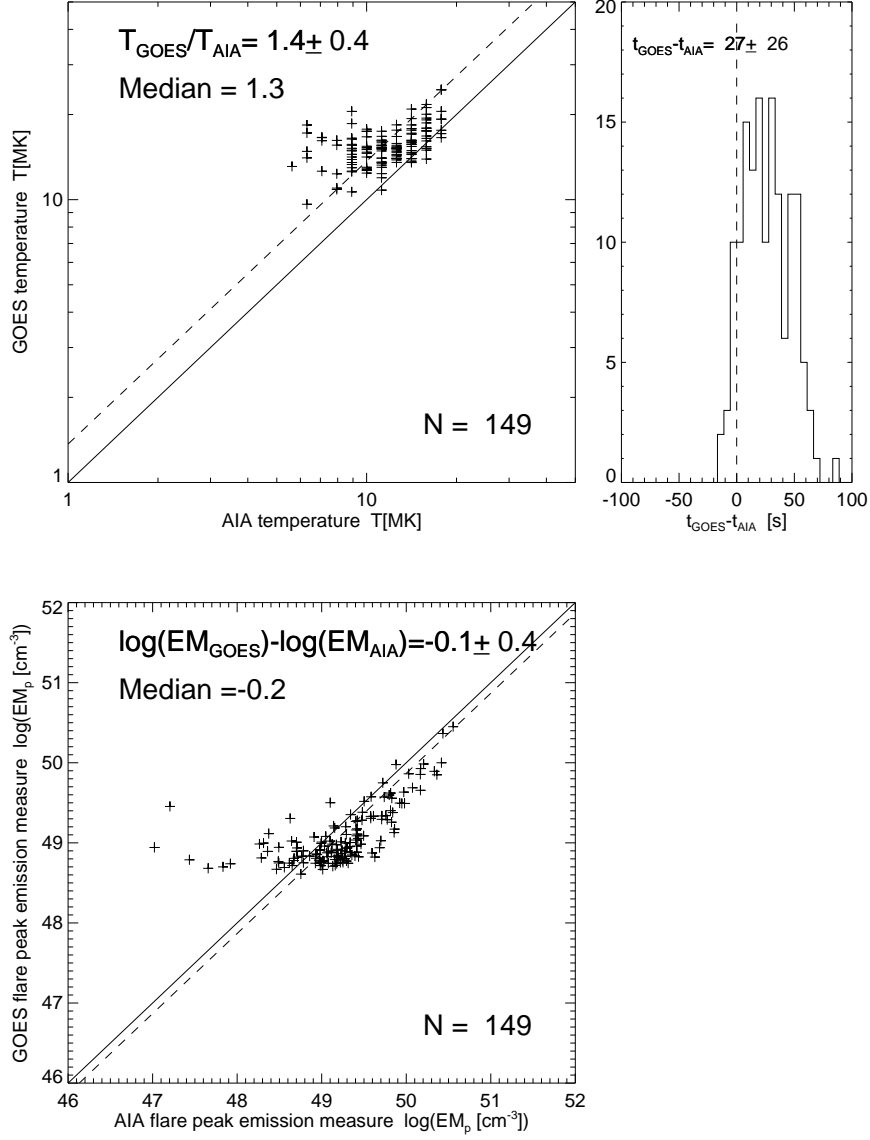 T_GOES/T_AIA= 1.4± 0.4
Median = 1.3
N = 149
10
1
GOES temperature T[MK]
1
10
AIA temperature T[MK]
t_GOES-t_AIA= 27± 26
20
15
10
5
0
-100
-50
0
50
100
t_GOES-t_AIA [s]
log(EM_GOES)-log(EM_AIA)=-0.1± 0.4
Median =-0.2
N = 149
52
51
50
49
48
47
46
GOES flare peak emission measure log(EM_p [cm^-3])
46
47
48
49
50
51
52
AIA flare peak emission measure log(EM_p [cm^-3])